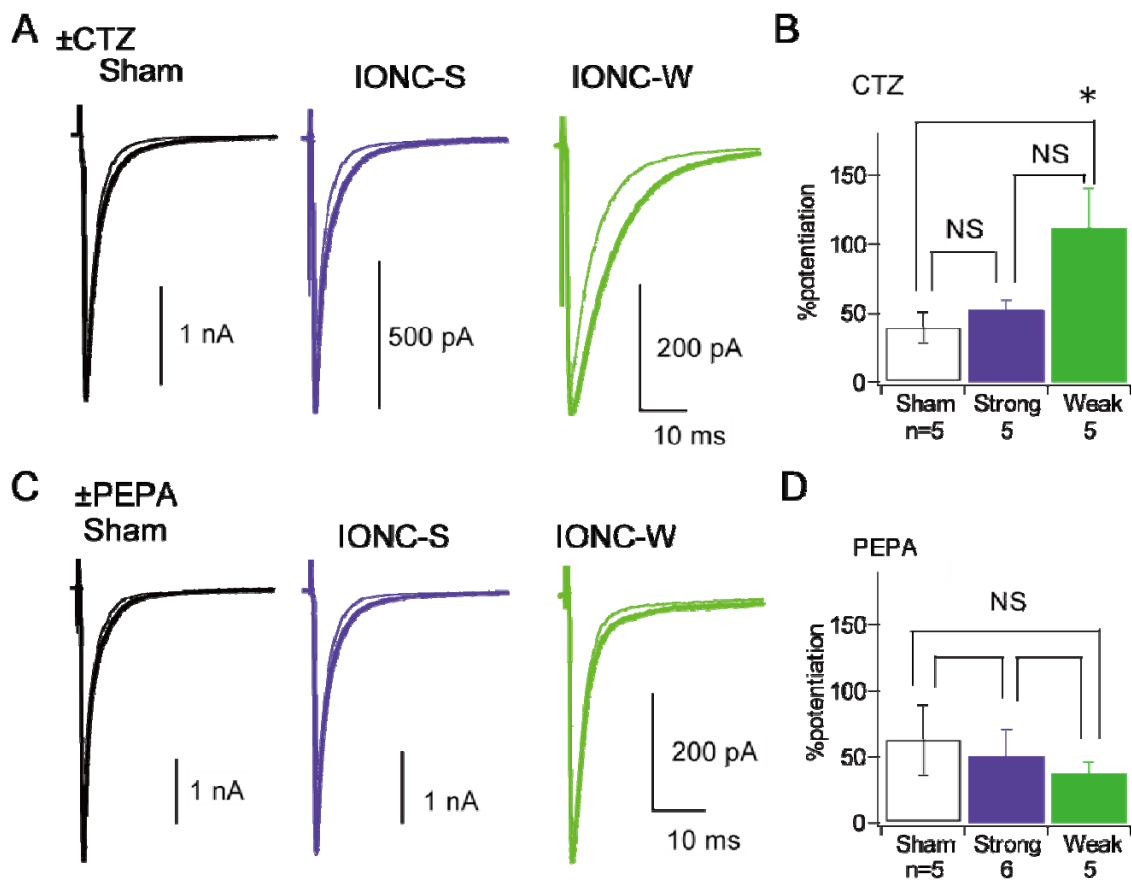 A
±CTZ
Sham
IONC-S
IONC-W
1 nA
500 pA
200 pA
10 ms
B
CTZ
*
NS
NS
%potentiation
150
100
50
0
Sham
Strong
Weak
n=5
5
5
C
±PEPA
Sham
IONC-S
IONC-W
1 nA
1 nA
200 pA
10 ms
D
PEPA
NS
%potentiation
150
100
50
0
Sham
Strong
Weak
n=5
6
5